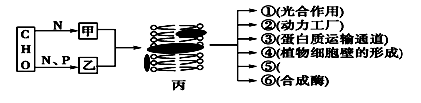 C
H
O
N
甲
N、P
乙
丙
①(光合作用)
②(动力工厂)
③(蛋白质运输通道)
④(植物细胞壁的形成)
⑤(
⑥(合成酶)